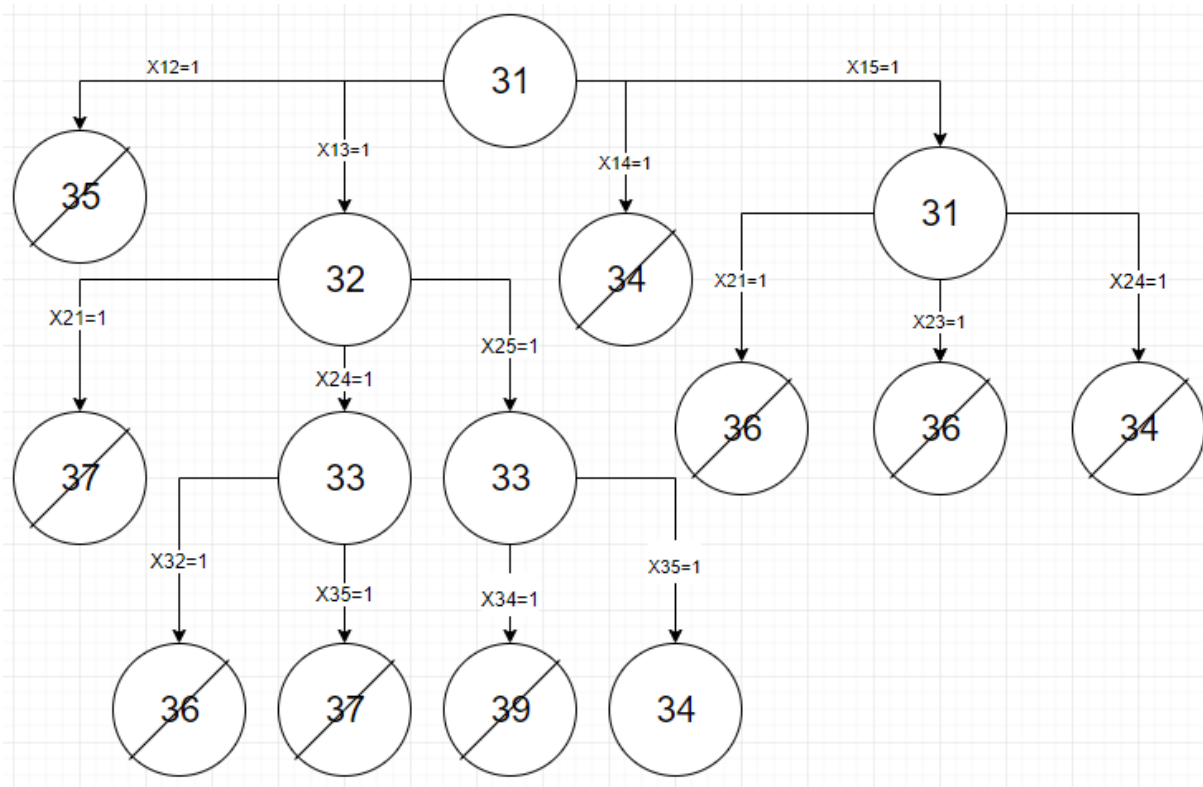 31
X12=1
X15=1
X13=1
X14=1
35
31
32
34
X21=1
X24=1
X21=1
X23=1
X25=1
X24=1
36
36
34
37
33
33
X32=1
X35=1
X35=1
X34=1
36
37
39
34